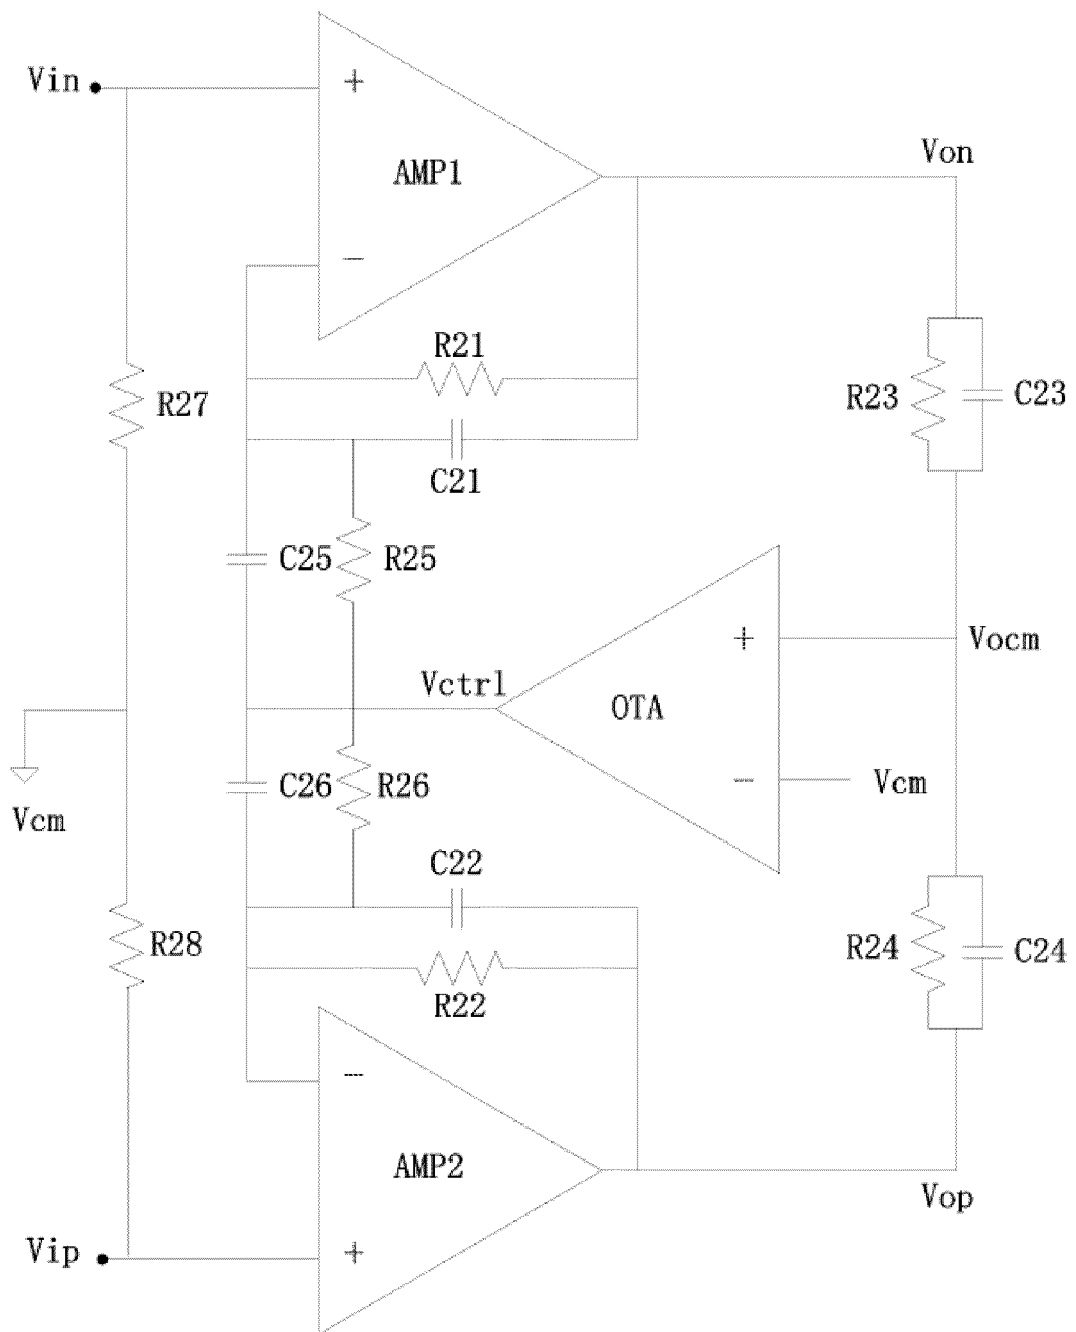 Vin
+
AMP1
Von
−
R21
R27
R23
C23
C21
C25
R25
+
Vocm
Vctrl
OTA
C26
R26
−
Vcm
Vcm
C22
R28
R24
C24
R22
−
AMP2
Vop
Vip
+